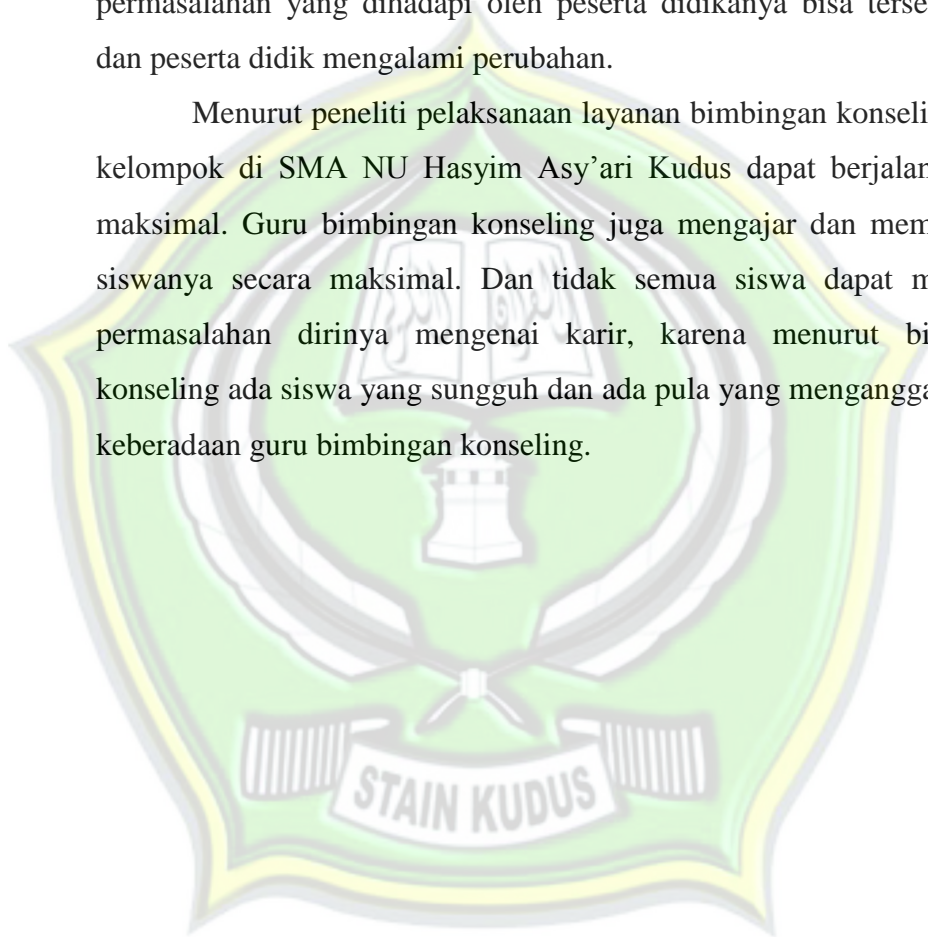 permasalahan yang dihadapi oleh peserta didikanya bisa terse
dan peserta didik mengalami perubahan.
Menurut peneliti pelaksanaan layanan bimbingan konseli
kelompok di SMA NU Hasyim Asy’ari Kudus dapat berjalan
maksimal. Guru bimbingan konseling juga mengajar dan mem
siswanya secara maksimal. Dan tidak semua siswa dapat m
permasalahan dirinya mengenai karir, karena menurut bi
konseling ada siswa yang sungguh dan ada pula yang mengangga
keberadaan guru bimbingan konseling.
STAIN KUDUS